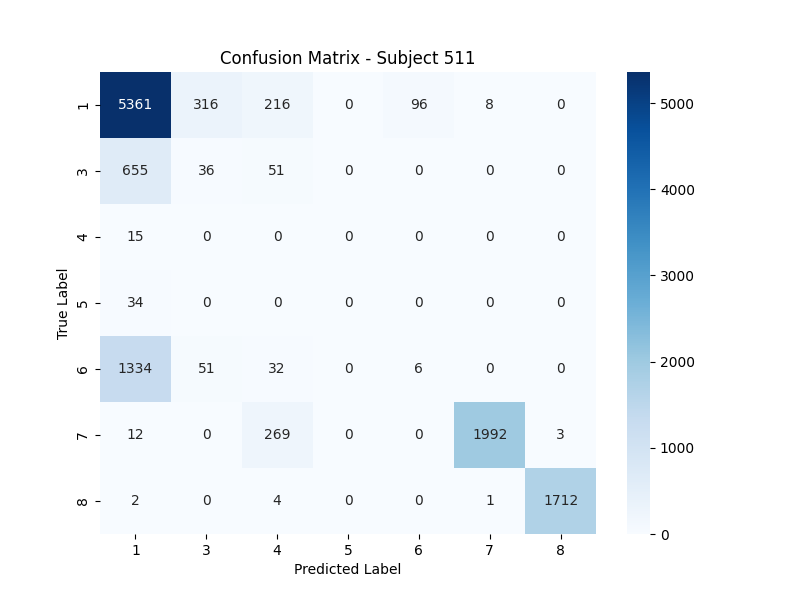 Confusion Matrix - Subject 511
1 5361 316 216 0 96 8 0
3 655 36 51 0 0 0 0
4 15 0 0 0 0 0 0
5 34 0 0 0 0 0 0
6 1334 51 32 0 6 0 0
7 12 0 269 0 0 1992 3
8 2 0 4 0 0 1 1712
1 3 4 5 6 7 8
True Label
Predicted Label
5000
4000
3000
2000
1000
0